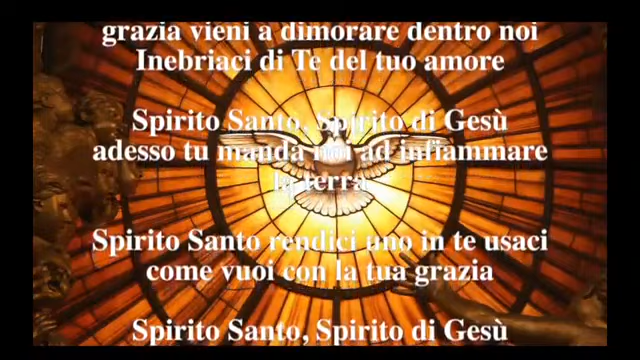 grazia vieni a dimorare dentro noi
Inebriaci di Te del tuo amore
Spirito Santo, Spirito di Gesù
adesso tu manda noi ad infiammare
la terra
Spirito Santo rendici uno in te usaci
come vuoi con la tua grazia
Spirito Santo, Spirito di Gesù